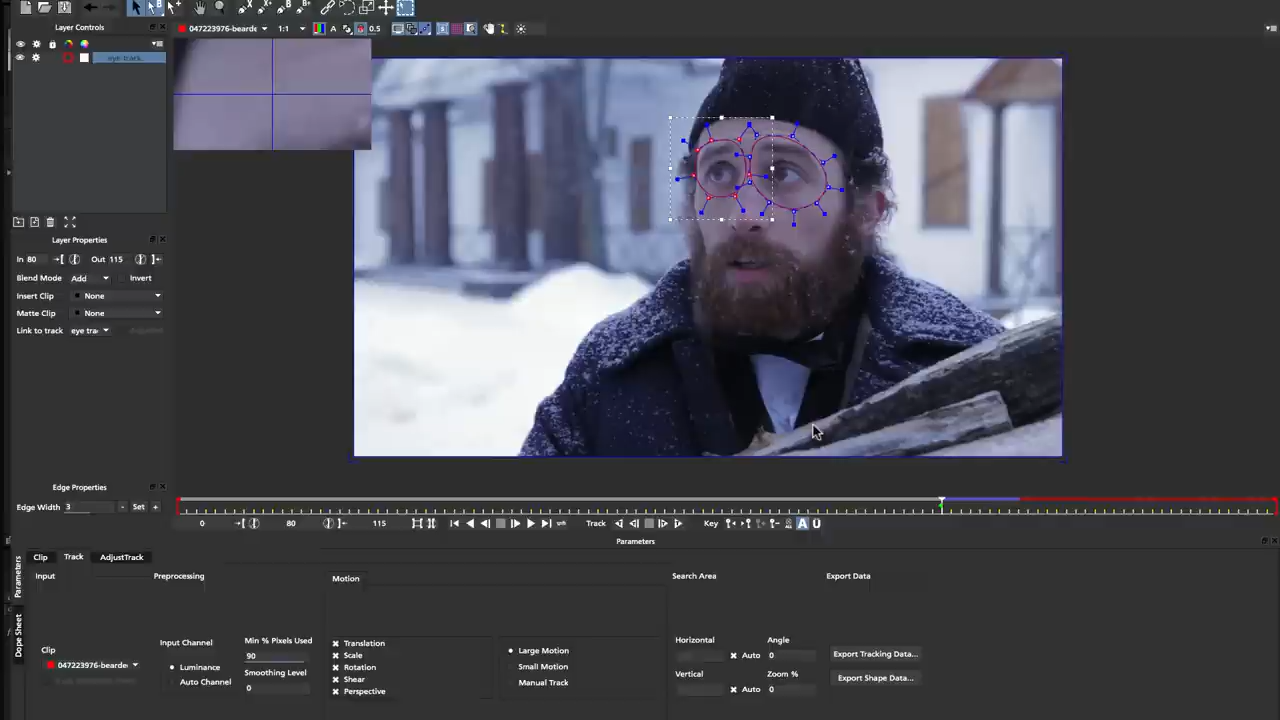 Layer Controls
047223976-bearde
1:1
A
0.5
eye track
Layer Properties
In 80
Out 115
Blend Mode Add
Invert
Insert Clip None
Matte Clip None
Link to track eye trac
Edge Properties
Edge Width 3
- Set +
0
80
115
Track
Key
A
Ü
Parameters
Clip
Track
AdjustTrack
Parameters
Dope Sheet
Input
Preprocessing
Motion
Search Area
Export Data
Clip
047223976-bearde
Input Channel
Luminance
Auto Channel
Min % Pixels Used
90
Smoothing Level
0
Translation
Scale
Rotation
Shear
Perspective
Large Motion
Small Motion
Manual Track
Horizontal
Auto
Angle
0
Vertical
Auto
Zoom %
0
Export Tracking Data...
Export Shape Data...